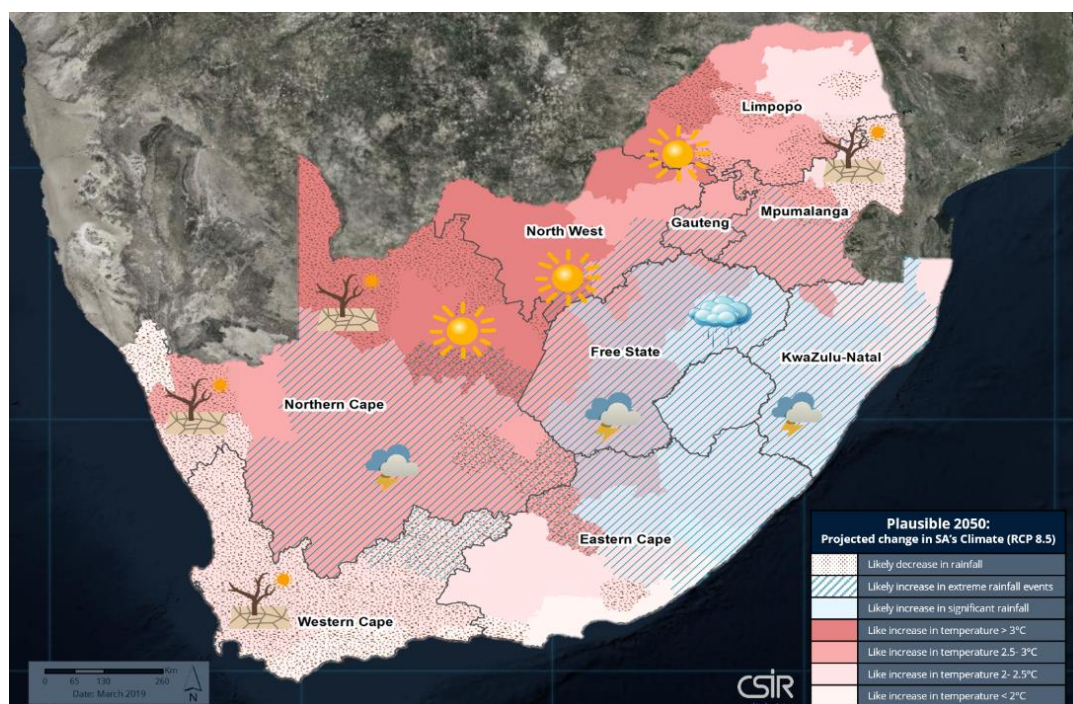 Limpopo
North West
Gauteng
Mpumalanga
Free State
KwaZulu-Natal
Northern Cape
Eastern Cape
Western Cape
Plausible 2050:
Projected change in SA's Climate (RCP 8.5)
Likely decrease in rainfall
Likely increase in extreme rainfall events
Likely increase in significant rainfall
Like increase in temperature > 3°C
Like increase in temperature 2.5- 3°C
Like increase in temperature 2- 2.5°C
Like increase in temperature < 2°C
Km
0 65 130 260
Date: March 2019
N
CSIR